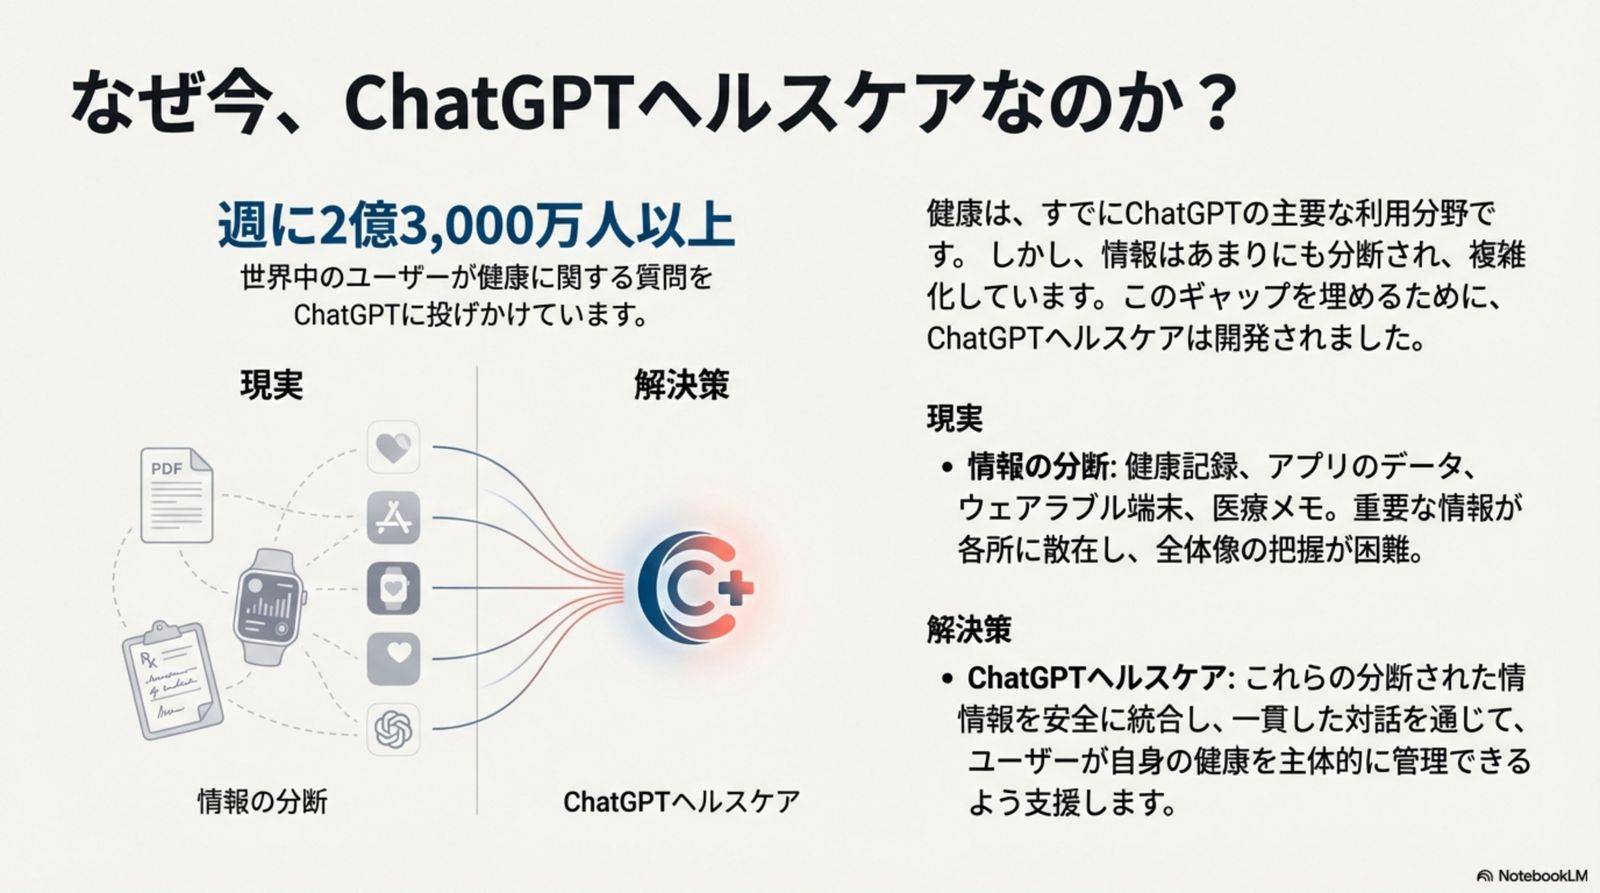 なぜ今、ChatGPTヘルスケアなのか？
週に2億3,000万人以上
世界中のユーザーが健康に関する質問を
ChatGPTに投げかけています。
現実
解決策
PDF
Rx
情報の分断
ChatGPTヘルスケア
健康は、すでにChatGPTの主要な利用分野で
す。 しかし、情報はあまりにも分断され、複雑
化しています。このギャップを埋めるために、
ChatGPTヘルスケアは開発されました。
現実
• 情報の分断: 健康記録、アプリのデータ、
ウェアラブル端末、医療メモ。重要な情報が
各所に散在し、全体像の把握が困難。
解決策
• ChatGPTヘルスケア: これらの分断された情
情報を安全に統合し、一貫した対話を通じて、
ユーザーが自身の健康を主体的に管理できる
よう支援します。
NotebookLM